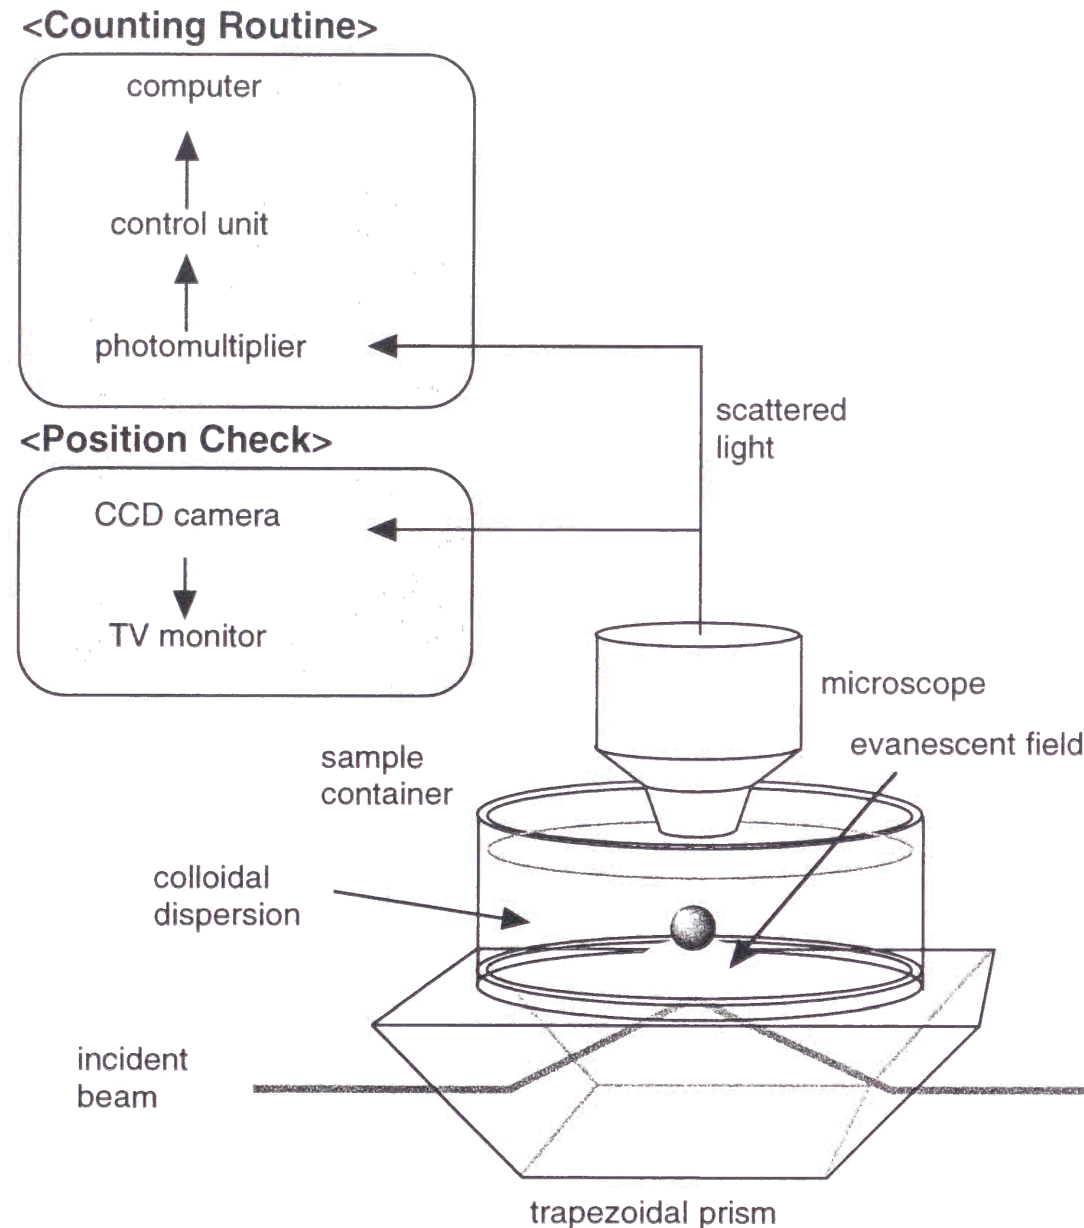 <Counting Routine>
computer
control unit
photomultiplier
scattered
light
<Position Check>
CCD camera
TV monitor
microscope
evanescent field
sample
container
colloidal
dispersion
incident
beam
trapezoidal prism